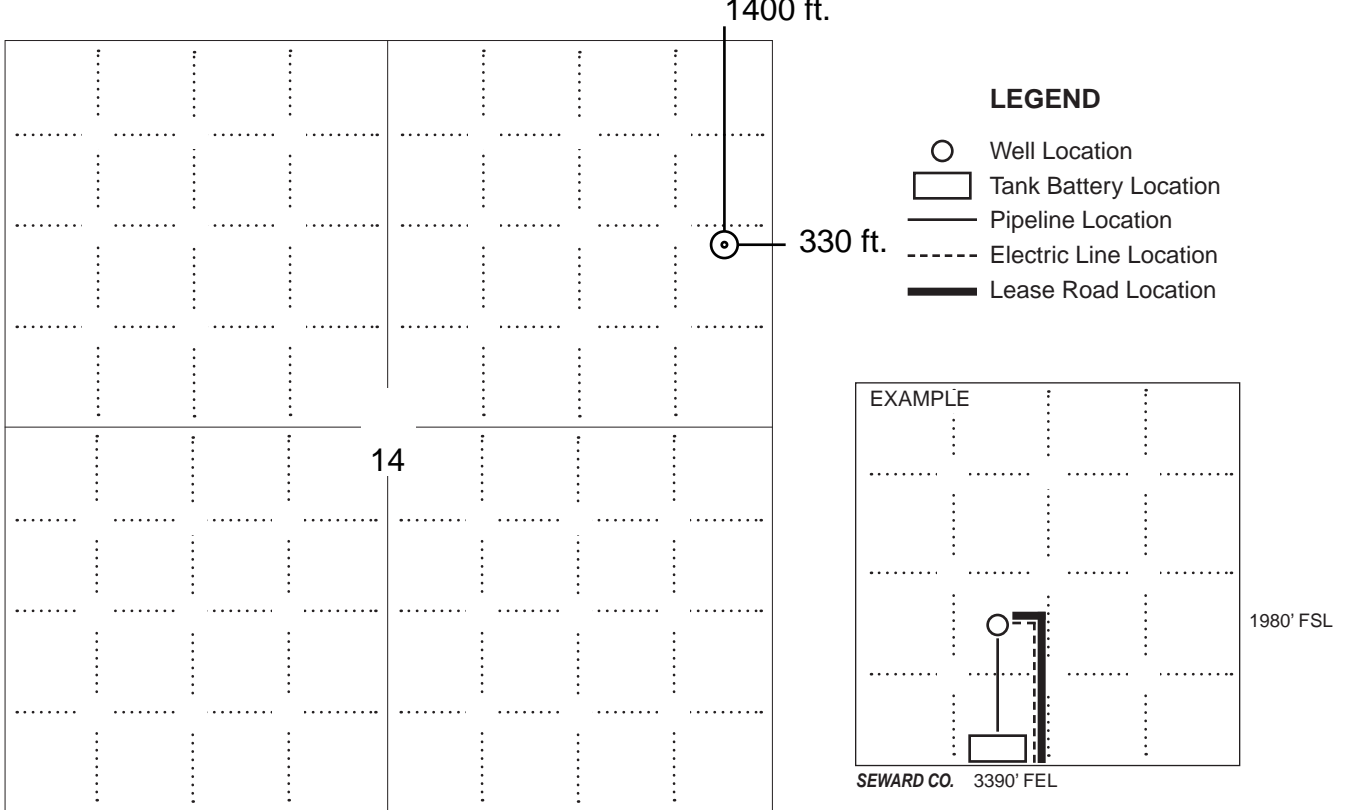 1400 ft.
LEGEND
Well Location
Tank Battery Location
330 ft.
Pipeline Location
Electric Line Location
Lease Road Location
EXAMPLE
14
1980’ FSL
SEWARD CO. 3390’ FEL